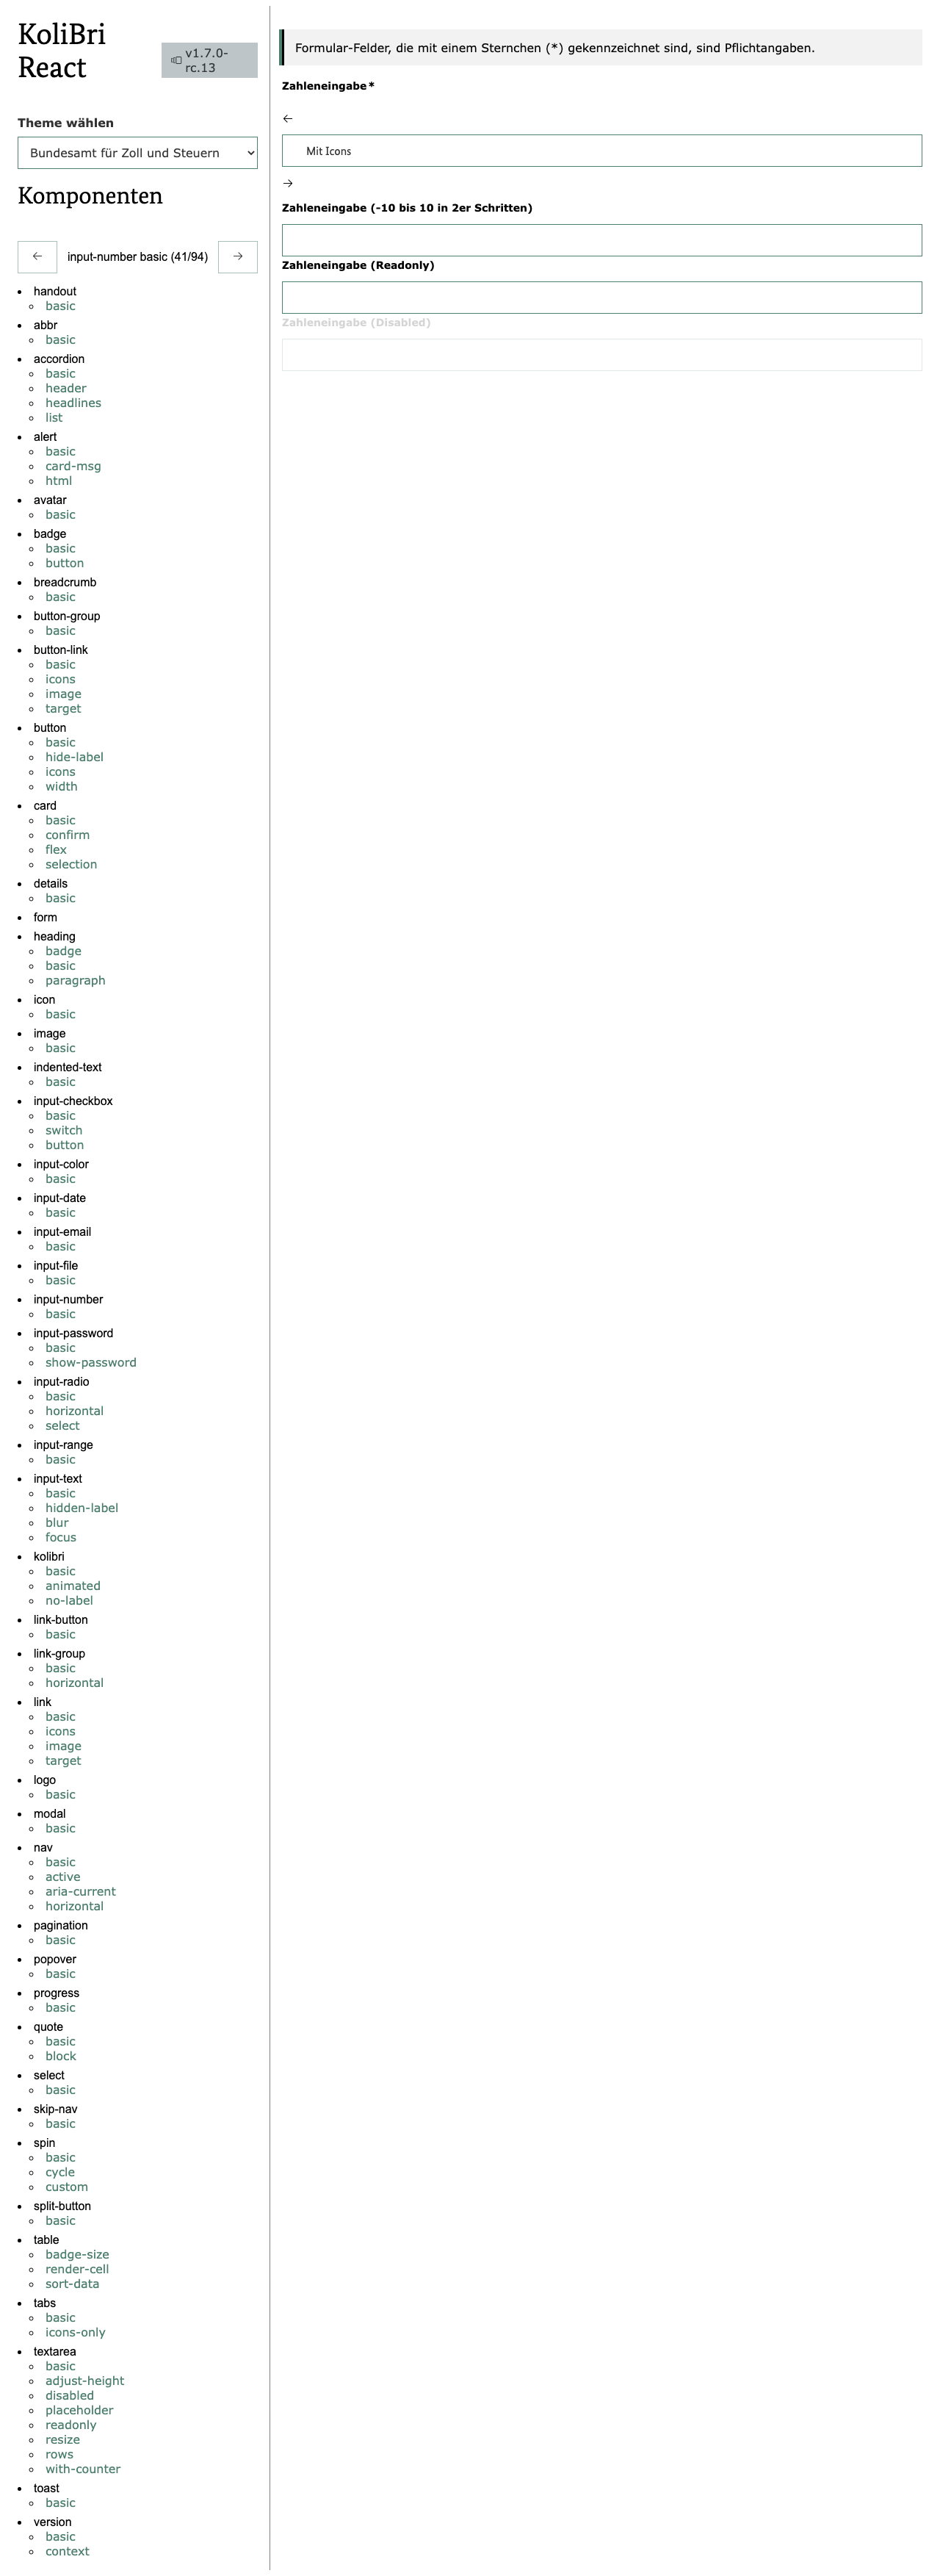 KoliBri
React
v1.7.0-
rc.13
Theme wählen
Bundesamt für Zoll und Steuern
Komponenten
← input-number basic (41/94) →
handout
basic
abbr
basic
accordion
basic
header
headlines
list
alert
basic
card-msg
html
avatar
basic
badge
basic
button
breadcrumb
basic
button-group
basic
button-link
basic
icons
image
target
button
basic
hide-label
icons
width
card
basic
confirm
flex
selection
details
basic
form
heading
badge
basic
paragraph
icon
basic
image
basic
indented-text
basic
input-checkbox
basic
switch
button
input-color
basic
input-date
basic
input-email
basic
input-file
basic
input-number
basic
input-password
basic
show-password
input-radio
basic
horizontal
select
input-range
basic
input-text
basic
hidden-label
blur
focus
kolibri
basic
animated
no-label
link-button
basic
link-group
basic
horizontal
link
basic
icons
image
target
logo
basic
modal
basic
nav
basic
active
aria-current
horizontal
pagination
basic
popover
basic
progress
basic
quote
basic
block
select
basic
skip-nav
basic
spin
basic
cycle
custom
split-button
basic
table
badge-size
render-cell
sort-data
tabs
basic
icons-only
textarea
basic
adjust-height
disabled
placeholder
readonly
resize
rows
with-counter
toast
basic
version
basic
context
Formular-Felder, die mit einem Sternchen (*) gekennzeichnet sind, sind Pflichtangaben.
Zahleneingabe*
←
Mit Icons
→
Zahleneingabe (-10 bis 10 in 2er Schritten)
Zahleneingabe (Readonly)
Zahleneingabe (Disabled)